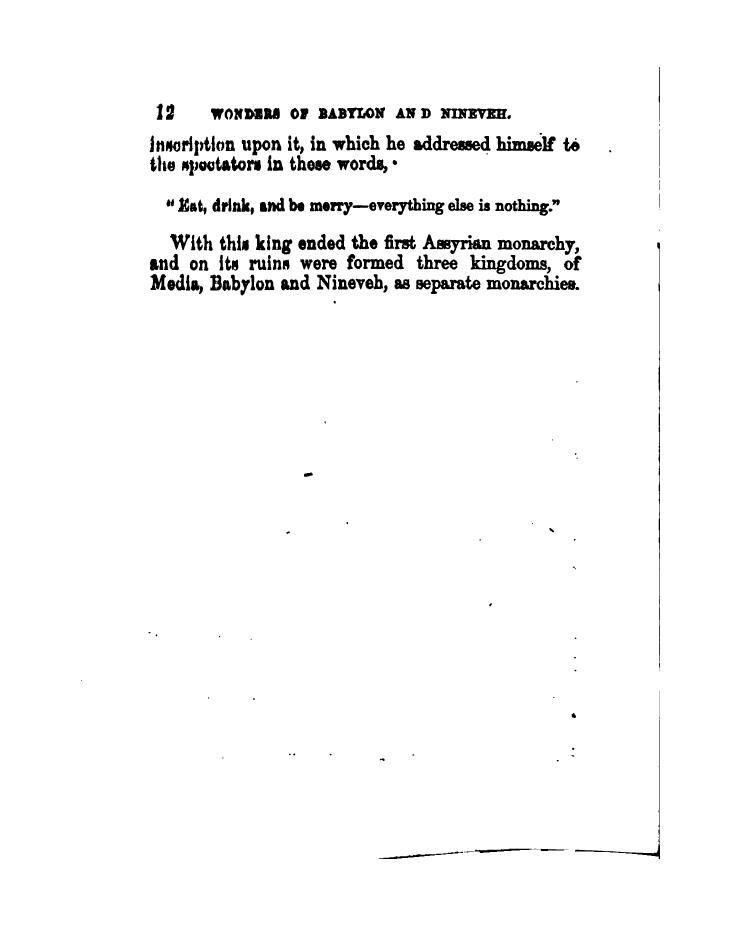 12 WONDERS OF BABYLON AND NINEVEH.
inscription upon it, in which he addressed himself to
the spectators in these words,
"Eat, drink, and be merry—everything else is nothing."
With this king ended the first Assyrian monarchy,
and on its ruins were formed three kingdoms, of
Media, Babylon and Nineveh, as separate monarchies.